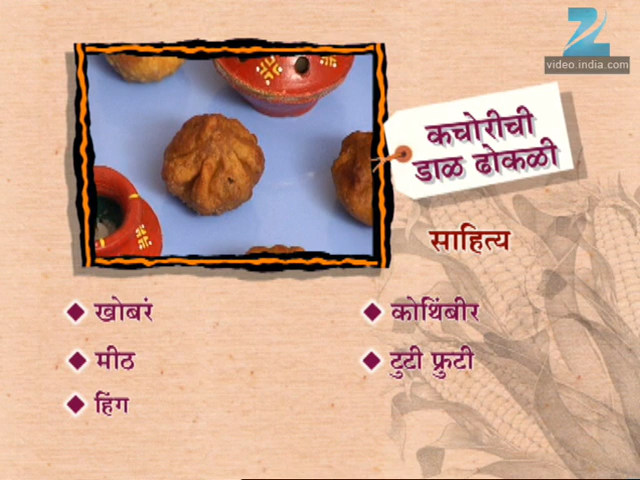 Z
video.india.com
कचोरीची
डाळ ढोकळी
साहित्य
खोबरं
मीठ
हिंग
कोथिंबीर
टुटी फ्रुटी